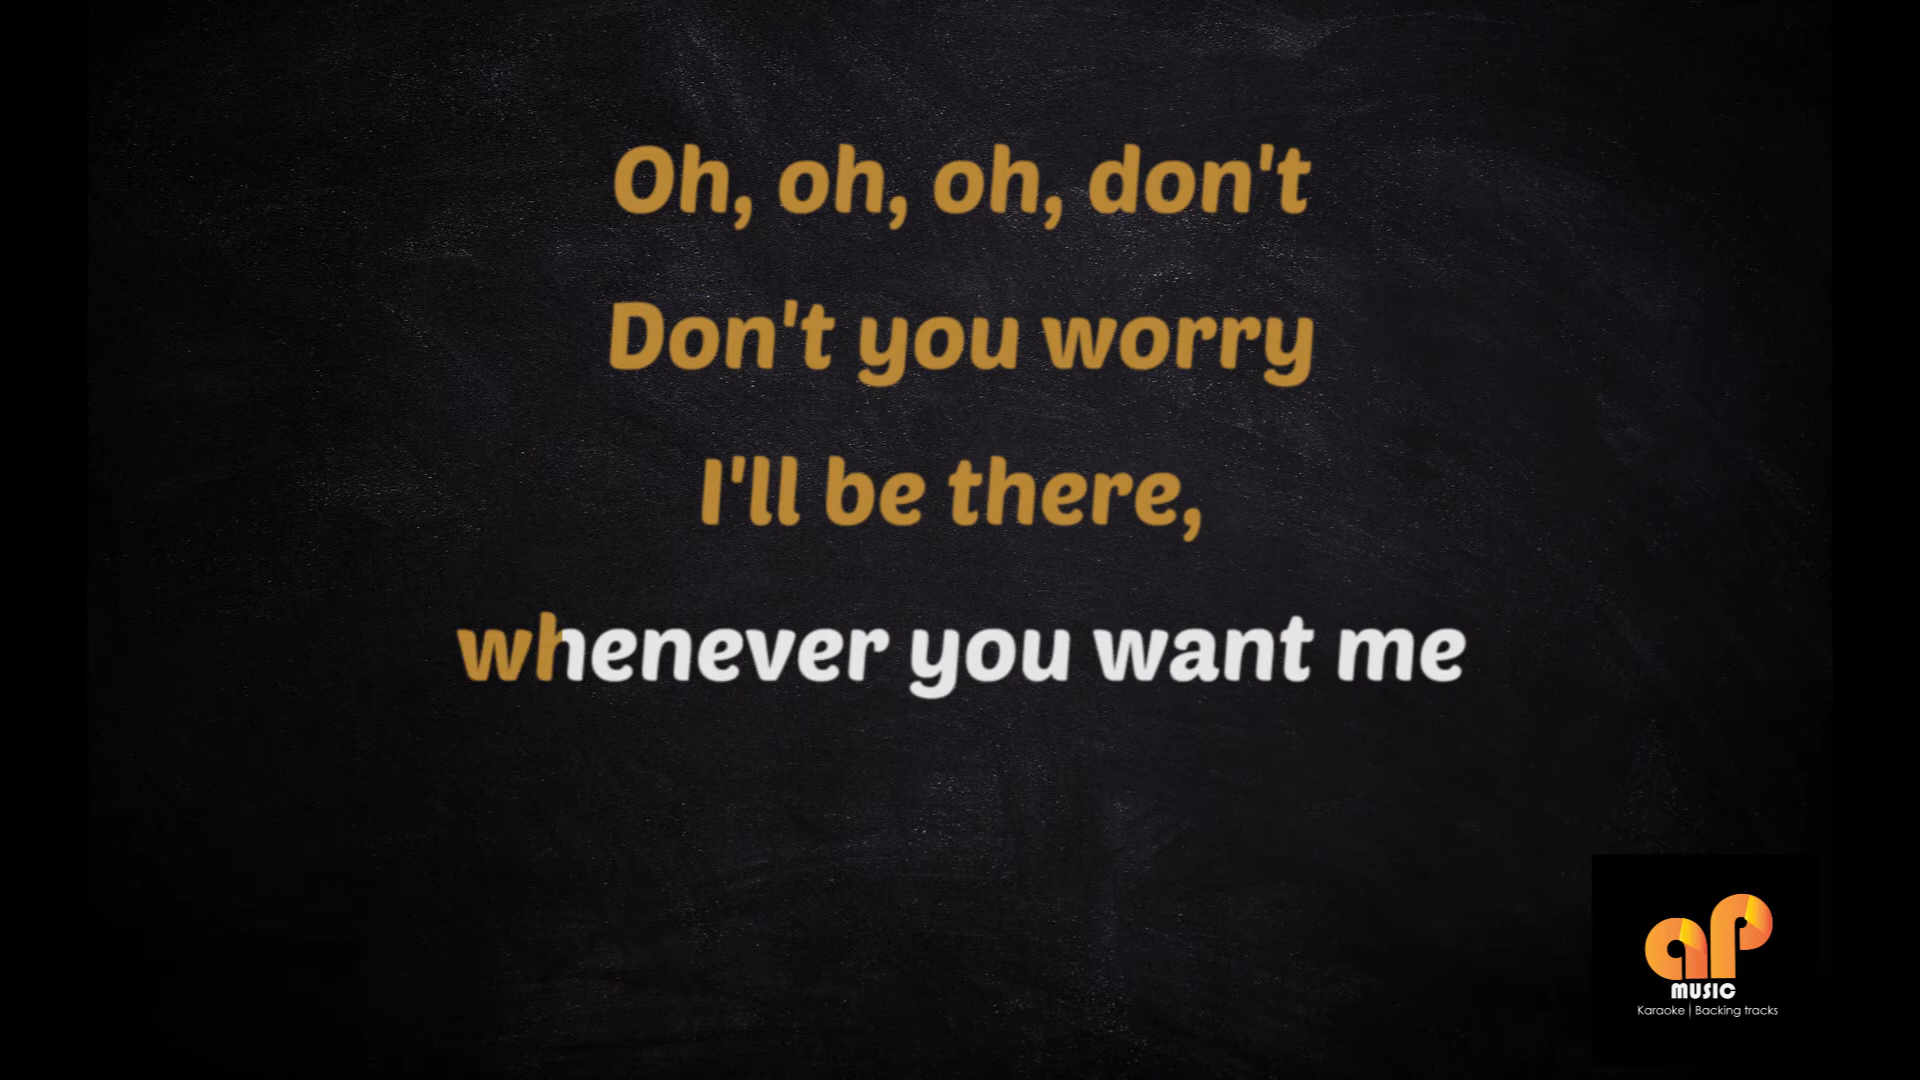 Oh, oh, oh, don't
Don't you worry
I'll be there,
whenever you want me
aP
MUSIC
Karaoke | Backing tracks